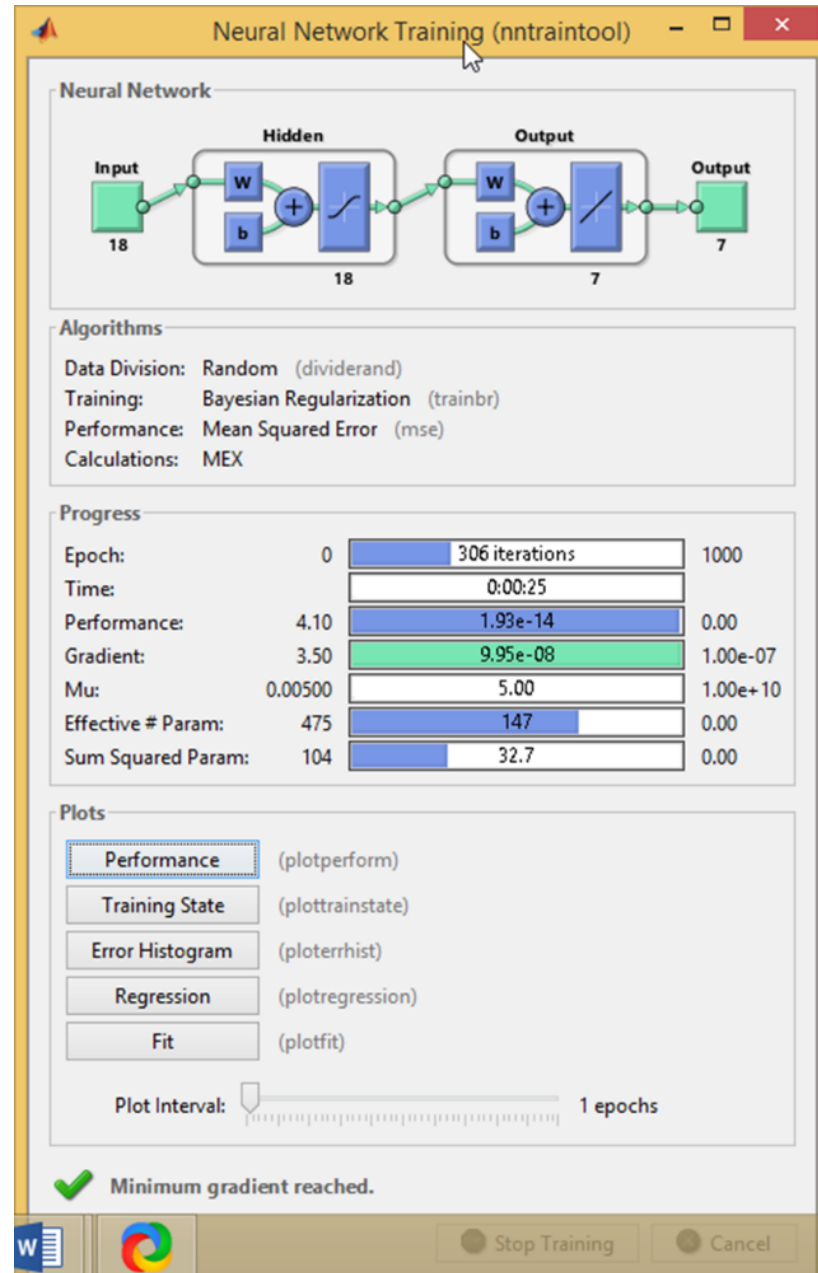 Neural Network Training (nntraintool)
Neural Network
Hidden Output
Input Output
W W
b b
18 7
18 7
Algorithms
Data Division: Random (dividerand)
Training: Bayesian Regularization (trainbr)
Performance: Mean Squared Error (mse)
Calculations: MEX
Progress
Epoch: 0 306 iterations 1000
Time: 0:00:25
Performance: 4.10 1.93e-14 0.00
Gradient: 3.50 9.95e-08 1.00e-07
Mu: 0.00500 5.00 1.00e+10
Effective # Param: 475 147 0.00
Sum Squared Param: 104 32.7 0.00
Plots
Performance (plotperform)
Training State (plottrainstate)
Error Histogram (ploterrhist)
Regression (plotregression)
Fit (plotfit)
Plot Interval: 1 epochs
Minimum gradient reached.
W
Stop Training Cancel